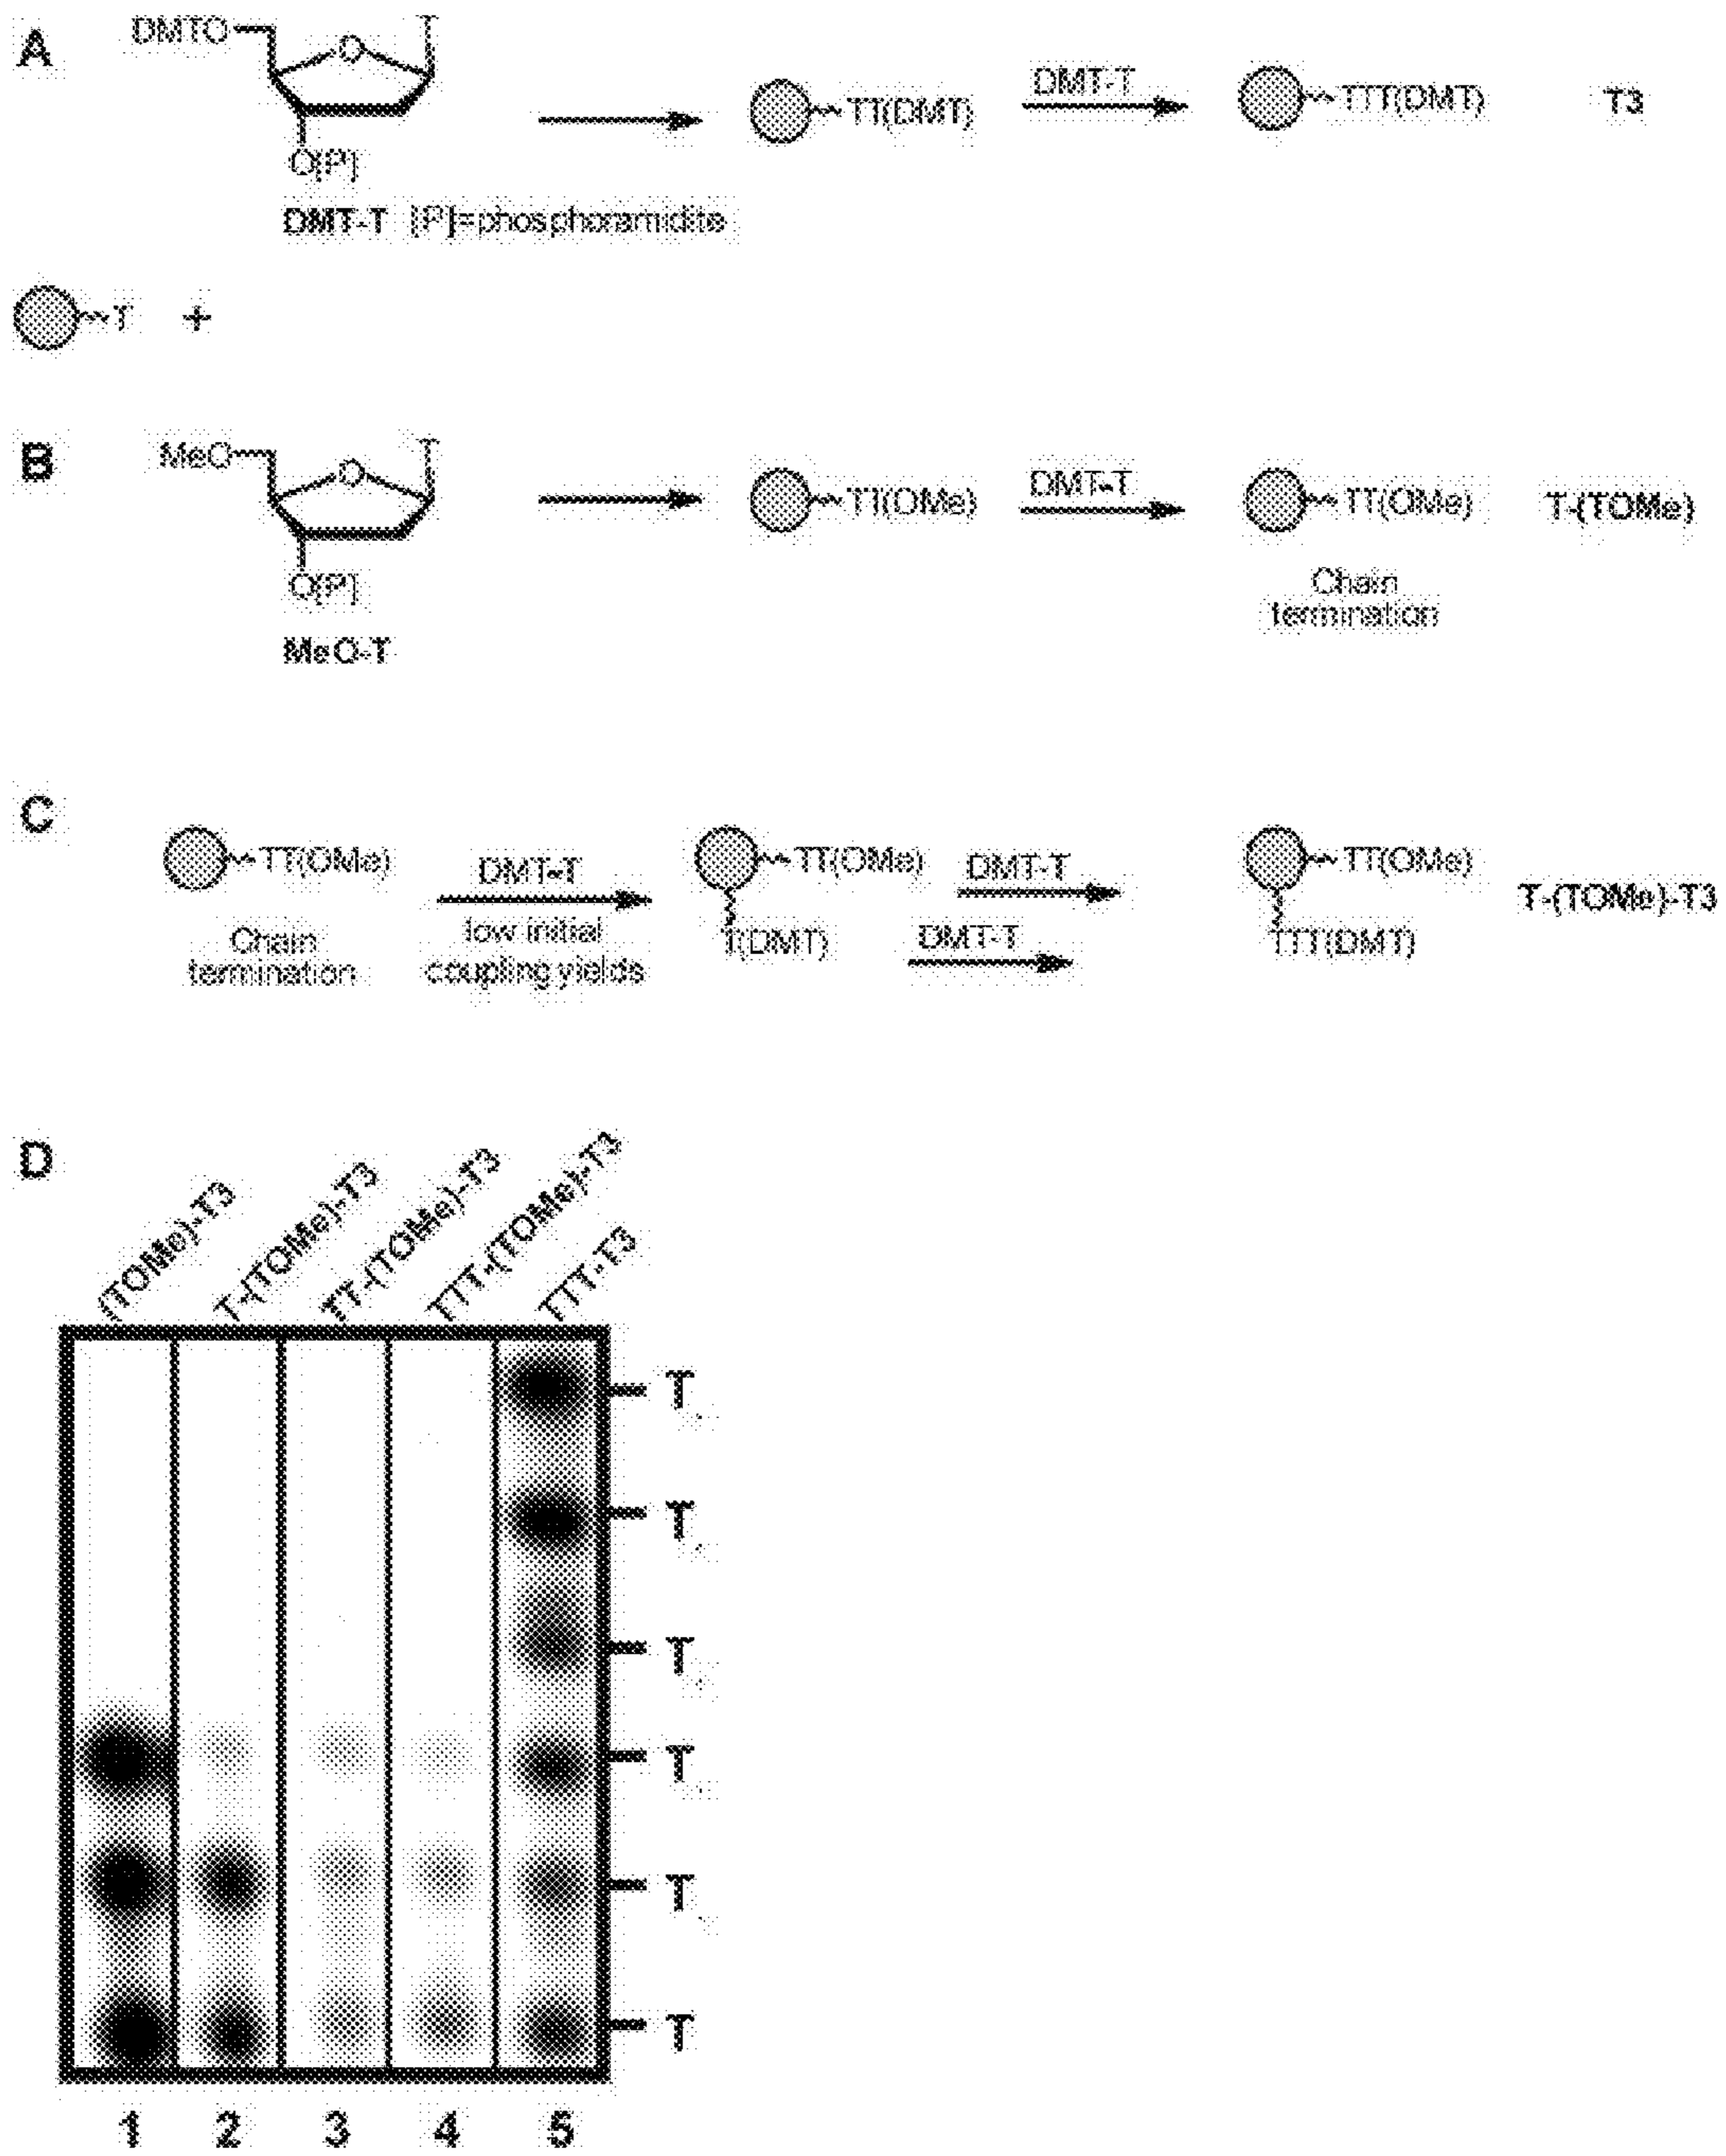 A
DMTO
T
O
O[P]
DMT-T [P]=phosphoramidite
TT(DMT)
DMT-T
TTT(DMT)
T3
T
+
B
MeO
T
O
O[P]
MeO-T
TT(OMe)
DMT-T
TT(OMe)
T-(TOMe)
Chain
termination
C
TT(OMe)
Chain
termination
DMT-T
low initial
coupling yields
TT(OMe)
T(DMT)
DMT-T
DMT-T
TT(OMe)
TTT(DMT)
T-(TOMe)-T3
D
(TOMe)-T3
T-(TOMe)-T3
TT-(TOMe)-T3
TTT-(TOMe)-T3
TTT-T3
T
T
T
T
T
T
1 2 3 4 5